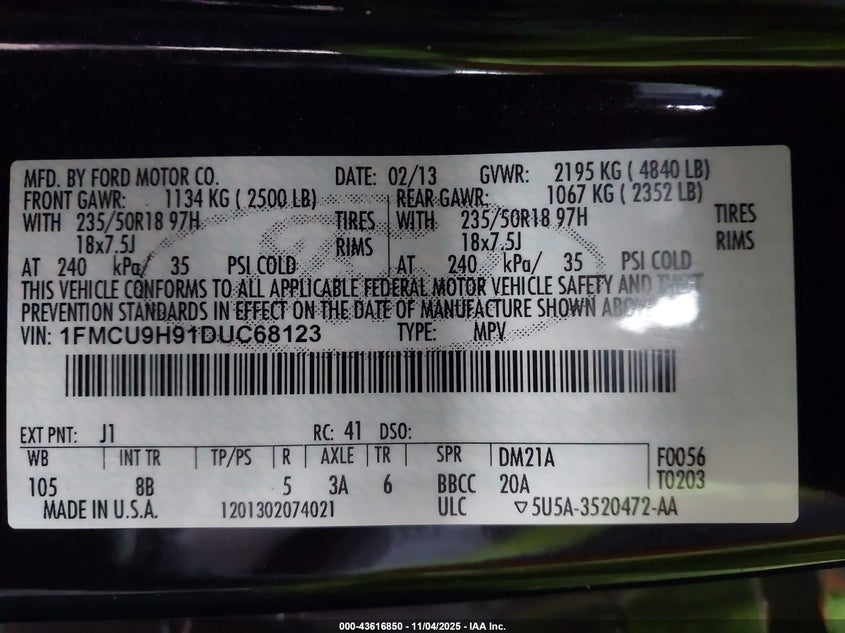 MFD. BY FORD MOTOR CO. DATE: 02/13 GVWR: 2195 KG ( 4840 LB)
FRONT GAWR: 1134 KG ( 2500 LB) REAR GAWR: 1067 KG ( 2352 LB)
WITH 235/50R18 97H TIRES WITH 235/50R18 97H TIRES
18x7.5J RIMS 18x7.5J RIMS
AT 240 kPa/ 35 PSI COLD AT 240 kPa/ 35 PSI COLD
THIS VEHICLE CONFORMS TO ALL APPLICABLE FEDERAL MOTOR VEHICLE SAFETY AND THEFT
PREVENTION STANDARDS IN EFFECT ON THE DATE OF MANUFACTURE SHOWN ABOVE.
VIN: 1FMCU9H91DUC68123 TYPE: MPV
EXT PNT: J1 RC: 41 DSO:
WB INT TR TP/PS R AXLE TR SPR DM21A F0056
105 8B 5 3A 6 BBCC 20A T0203
MADE IN U.S.A. 1201302074021 ULC ▽5U5A-3520472-AA
000-43616850 - 11/04/2025 - IAA Inc.